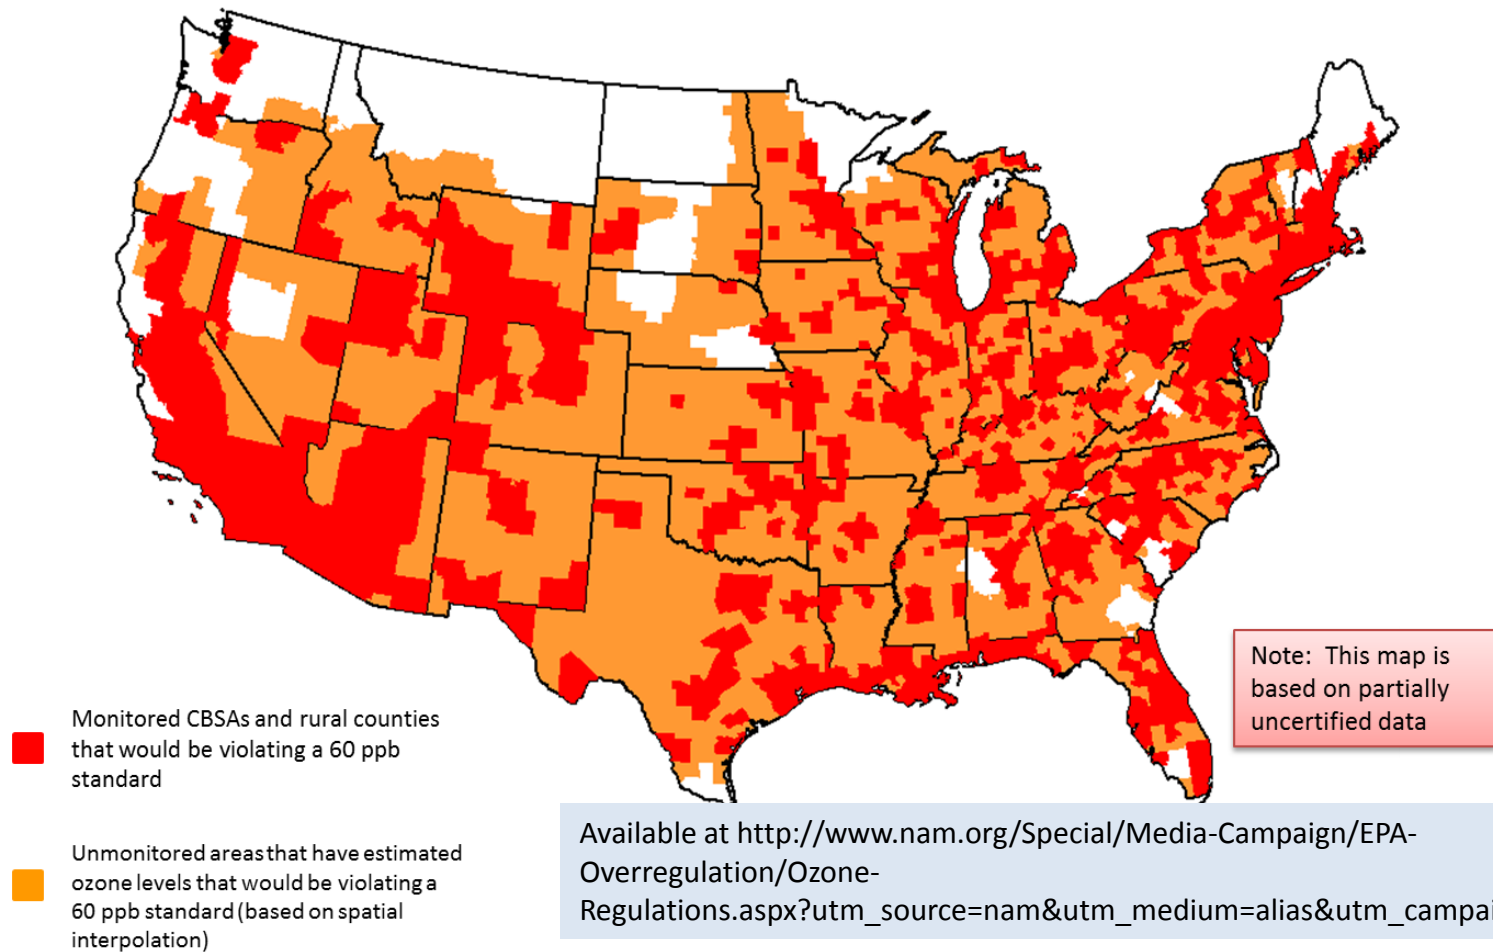 Note: This map is
based on partially
uncertified data
Monitored CBSAs and rural counties
that would be violating a 60 ppb
standard
Unmonitored areas that have estimated
ozone levels that would be violating a
60 ppb standard (based on spatial
interpolation)
Available at http://www.nam.org/Special/Media-Campaign/EPA-
Overregulation/Ozone-
Regulations.aspx?utm_source=nam&utm_medium=alias&utm_campai